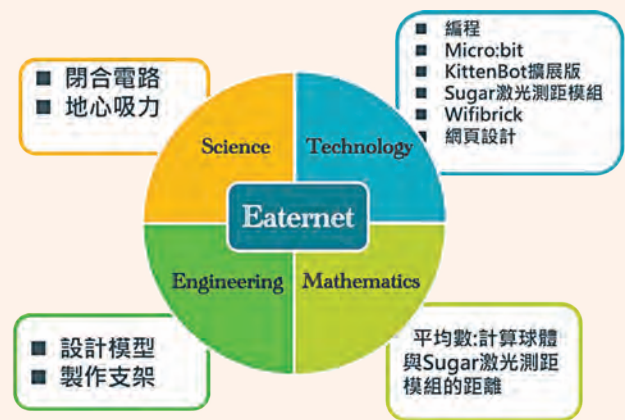 閉合電路
地心吸力
編程
Micro:bit
KittenBot擴展版
Sugar激光測距模組
Wifibrick
網頁設計
Science
Technology
Eaternet
Engineering
Mathematics
設計模型
製作支架
平均數:計算球體
與Sugar激光測距
模組的距離